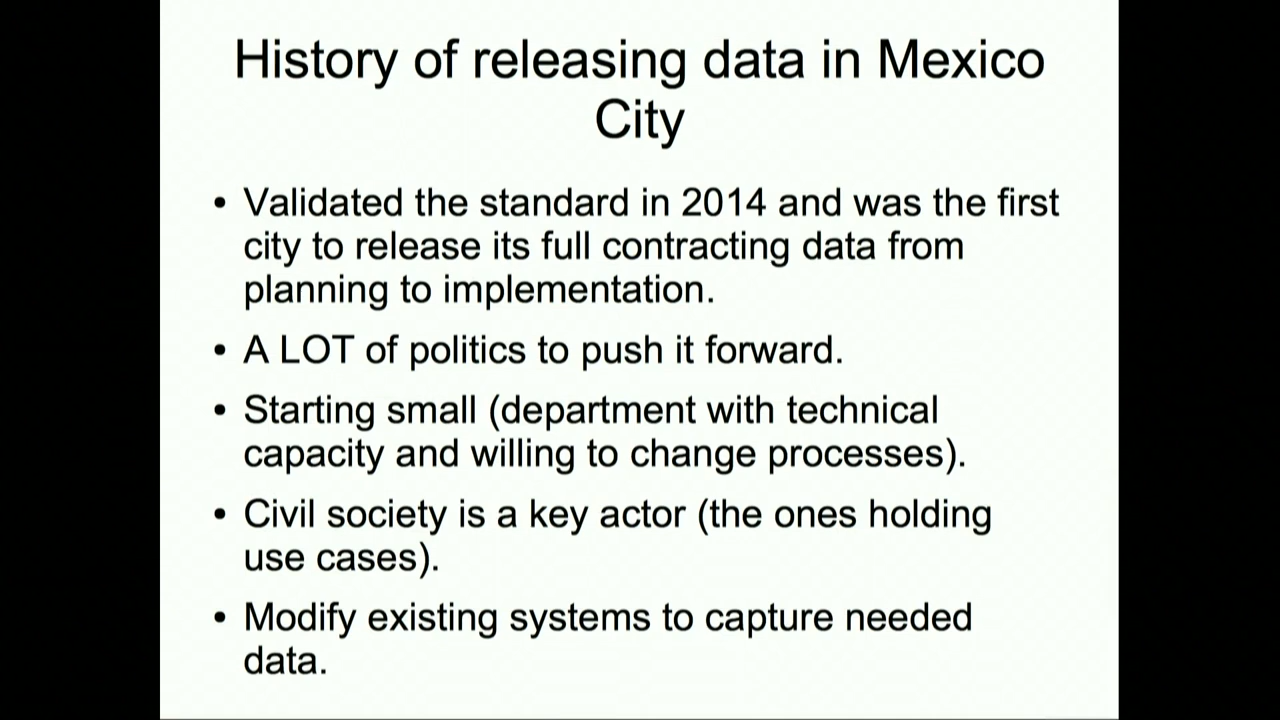 History of releasing data in Mexico
City
• Validated the standard in 2014 and was the first
city to release its full contracting data from
planning to implementation.
• A LOT of politics to push it forward.
• Starting small (department with technical
capacity and willing to change processes).
• Civil society is a key actor (the ones holding
use cases).
• Modify existing systems to capture needed
data.